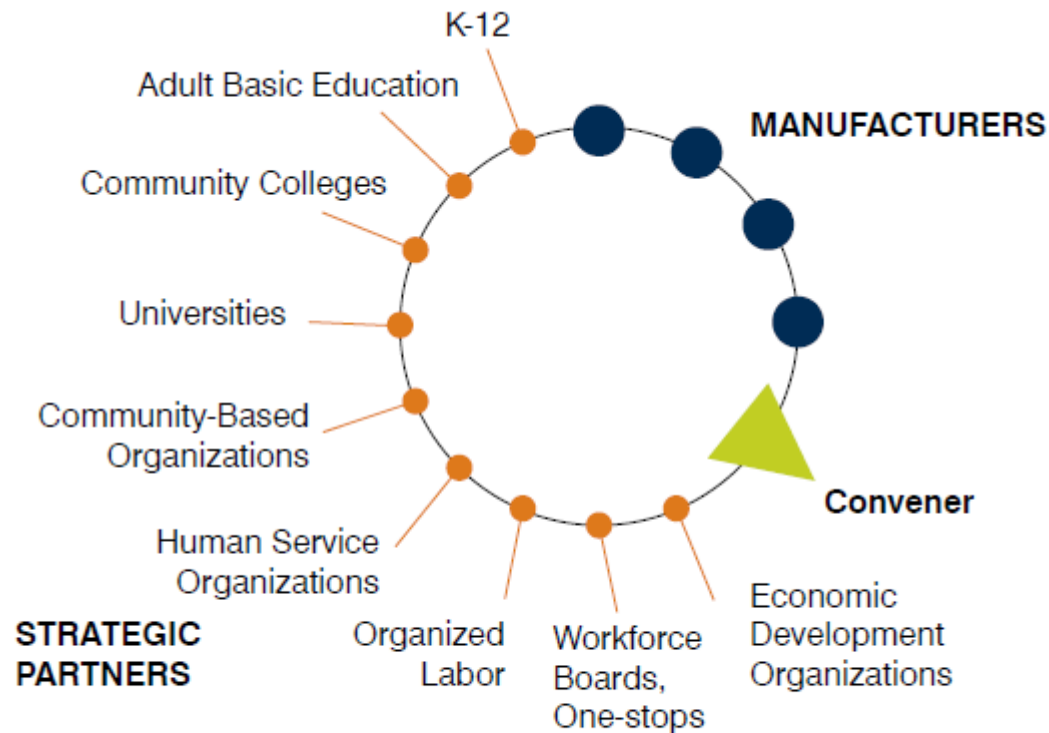 K-12
Adult Basic Education
MANUFACTURERS
Community Colleges
Universities
Community-Based
Organizations
Convener
Human Service
Organizations
STRATEGIC
PARTNERS
Organized
Labor
Workforce
Boards,
One-stops
Economic
Development
Organizations